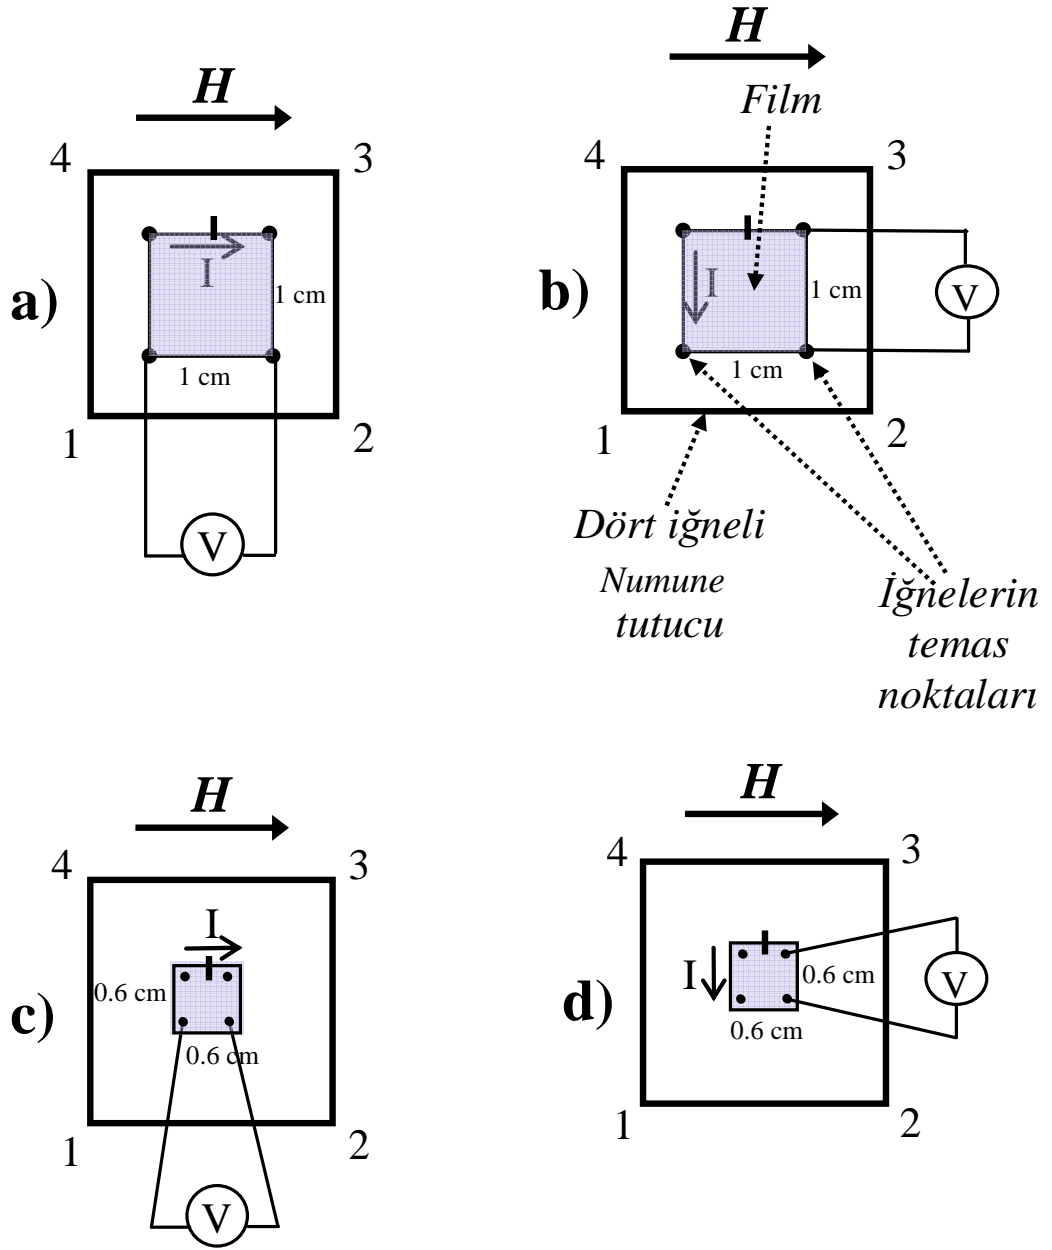 H
4 3
a)
I
1 cm
1 cm
1 2
V
H
Film
4 3
b)
I
1 cm
1 cm
V
1 2
Dört iğneli
Numune
tutucu
İğnelerin
temas
noktaları
H
4 3
I
c)
0.6 cm
0.6 cm
1 2
V
H
4 3
d)
I
0.6 cm
0.6 cm
V
1 2